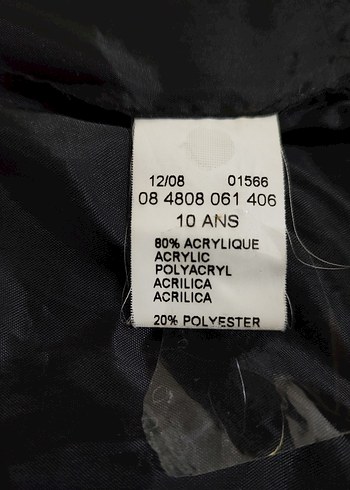 12/08 01566
08 4808 061 406
10 ANS
80% ACRYLIQUE
ACRYLIC
POLYACRYL
ACRILICA
ACRILICA
20% POLYESTER